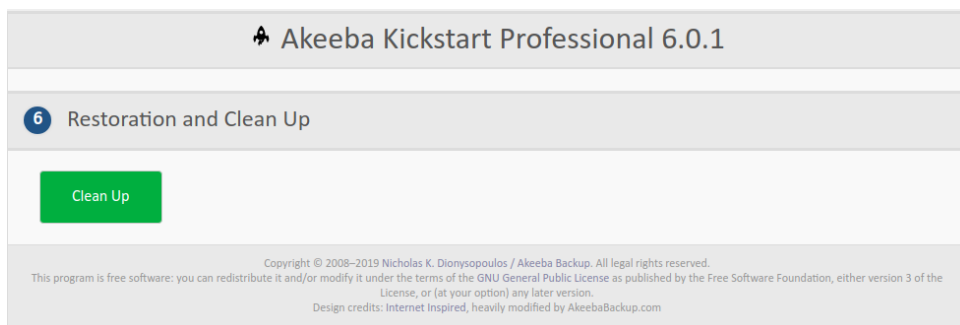 Akeeba Kickstart Professional 6.0.1
6 Restoration and Clean Up
Clean Up
Copyright © 2008–2019 Nicholas K. Dionysopoulos / Akeeba Backup. All legal rights reserved.
This program is free software: you can redistribute it and/or modify it under the terms of the GNU General Public License as published by the Free Software Foundation, either version 3 of the
License, or (at your option) any later version.
Design credits: Internet Inspired, heavily modified by AkeebaBackup.com